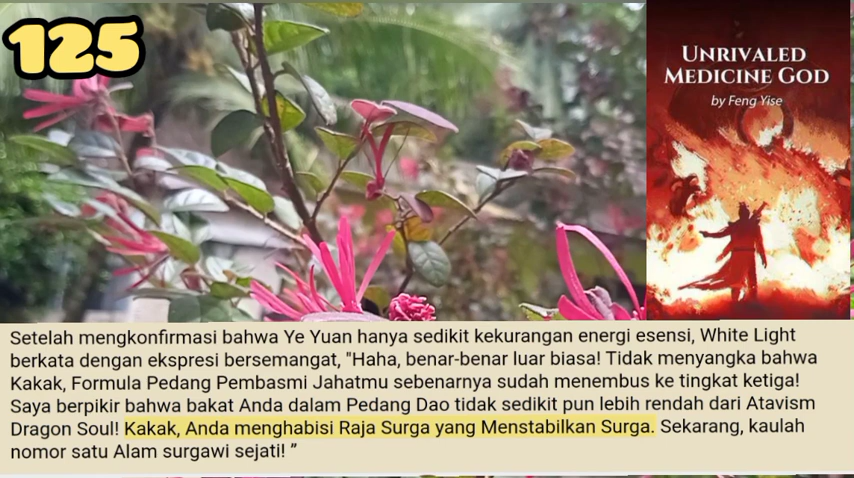 125
UNRIVALED
MEDICINE GOD
by Feng Yise
Setelah mengkonfirmasi bahwa Ye Yuan hanya sedikit kekurangan energi esensi, White Light
berkata dengan ekspresi bersemangat, "Haha, benar-benar luar biasa! Tidak menyangka bahwa
Kakak, Formula Pedang Pembasmi Jahatmu sebenarnya sudah menembus ke tingkat ketiga!
Saya berpikir bahwa bakat Anda dalam Pedang Dao tidak sedikit pun lebih rendah dari Atavism
Dragon Soul! Kakak, Anda menghabisi Raja Surga yang Menstabilkan Surga. Sekarang, kaulah
nomor satu Alam surgawi sejati! ”